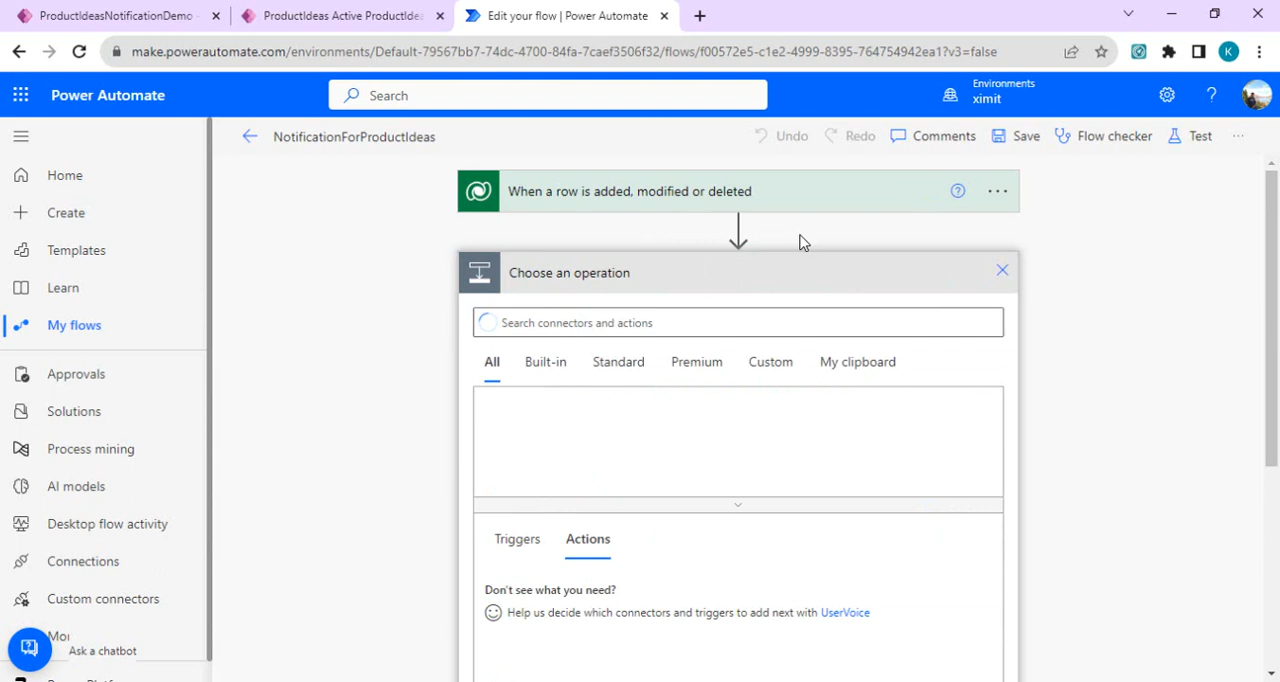 ProductIdeasNotificationDemo -
ProductIdeas Active ProductIdea
Edit your flow | Power Automate
make.powerautomate.com/environments/Default-79567bb7-74dc-4700-84fa-7caef3506f32/flows/f00572e5-c1e2-4999-8395-764754942ea1?v3=false
K
Power Automate
Search
Environments
ximit
NotificationForProductIdeas
Undo
Redo
Comments
Save
Flow checker
Test
Home
Create
Templates
Learn
My flows
Approvals
Solutions
Process mining
AI models
Desktop flow activity
Connections
Custom connectors
Ask a chatbot
When a row is added, modified or deleted
Choose an operation
Search connectors and actions
All
Built-in
Standard
Premium
Custom
My clipboard
Triggers
Actions
Don't see what you need?
Help us decide which connectors and triggers to add next with UserVoice